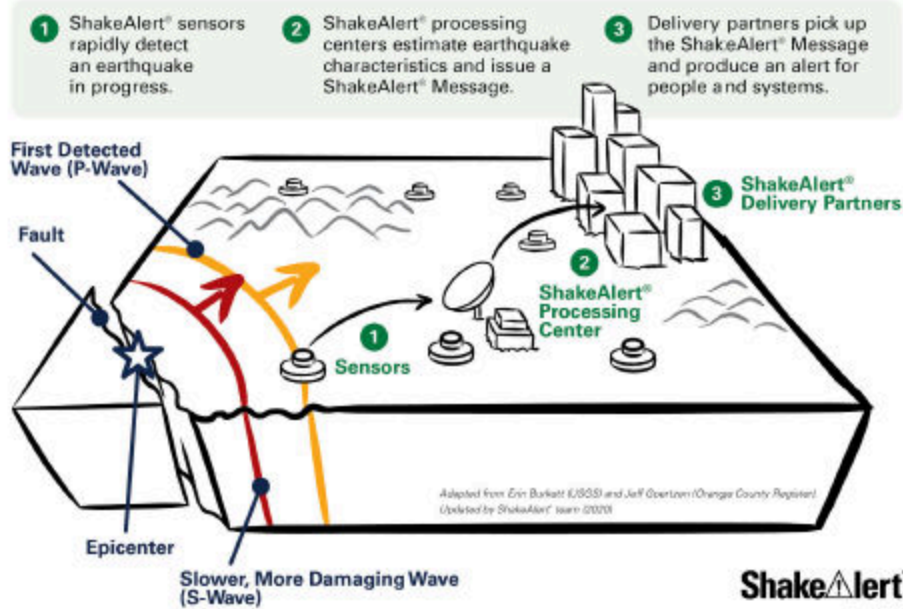 1 ShakeAlert® sensors
rapidly detect
an earthquake
in progress.
2 ShakeAlert® processing
centers estimate earthquake
characteristics and issue a
ShakeAlert® Message.
3 Delivery partners pick up
the ShakeAlert® Message
and produce an alert for
people and systems.
First Detected
Wave (P-Wave)
Fault
3 ShakeAlert®
Delivery Partners
2
ShakeAlert®
Processing
Center
1
Sensors
Adapted from Erin Burkett (USGS) and Jeff Goertzen (Orange County Register)
Updated by ShakeAlert® team (2020)
Epicenter
Slower, More Damaging Wave
(S-Wave)
ShakeAlert